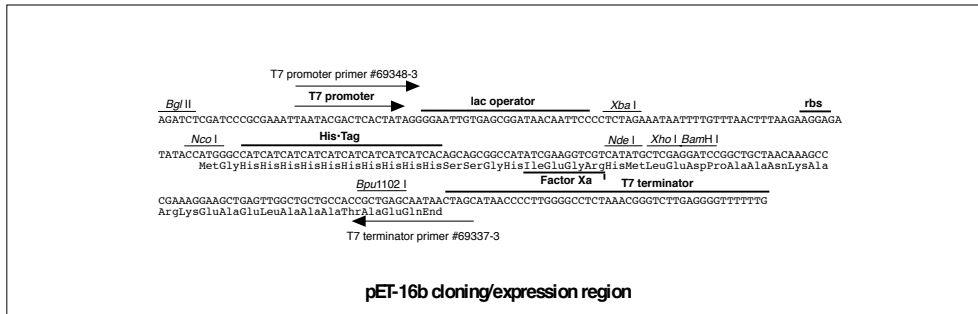 T7 promoter primer #69348-3
Bgl II T7 promoter lac operator Xba I rbs
AGATCTCGATCCCGCGAAATTAATACGACTCACTATAGGGGAATTGTGAGCGGATAACAATTCCCCTCTAGAAATAATTTTGTTTAACTTTAAGAAGGAGA
Nco I His•Tag Nde I Xho I BamH I
TATACCATGGGCCATCATCATCATCATCATCATCATCATCACAGCAGCGGCCATATCGAAGGTCGTCATATGCTCGAGGATCCGGCTGCTAACAAAGCC
MetGlyHisHisHisHisHisHisHisHisHisHisSerSerGlyHisIleGluGlyArgHisMetLeuGluAspProAlaAlaAsnLysAla
Bpu1102 I Factor Xa T7 terminator
CGAAAGGAAGCTGAGTTGGCTGCTGCCACCGCTGAGCAATAACTAGCATAACCCCTTGGGGCCTCTAAACGGGTCTTGAGGGGTTTTTTG
ArgLysGluAlaGluLeuAlaAlaAlaThrAlaGluGlnEnd
T7 terminator primer #69337-3
pET-16b cloning/expression region